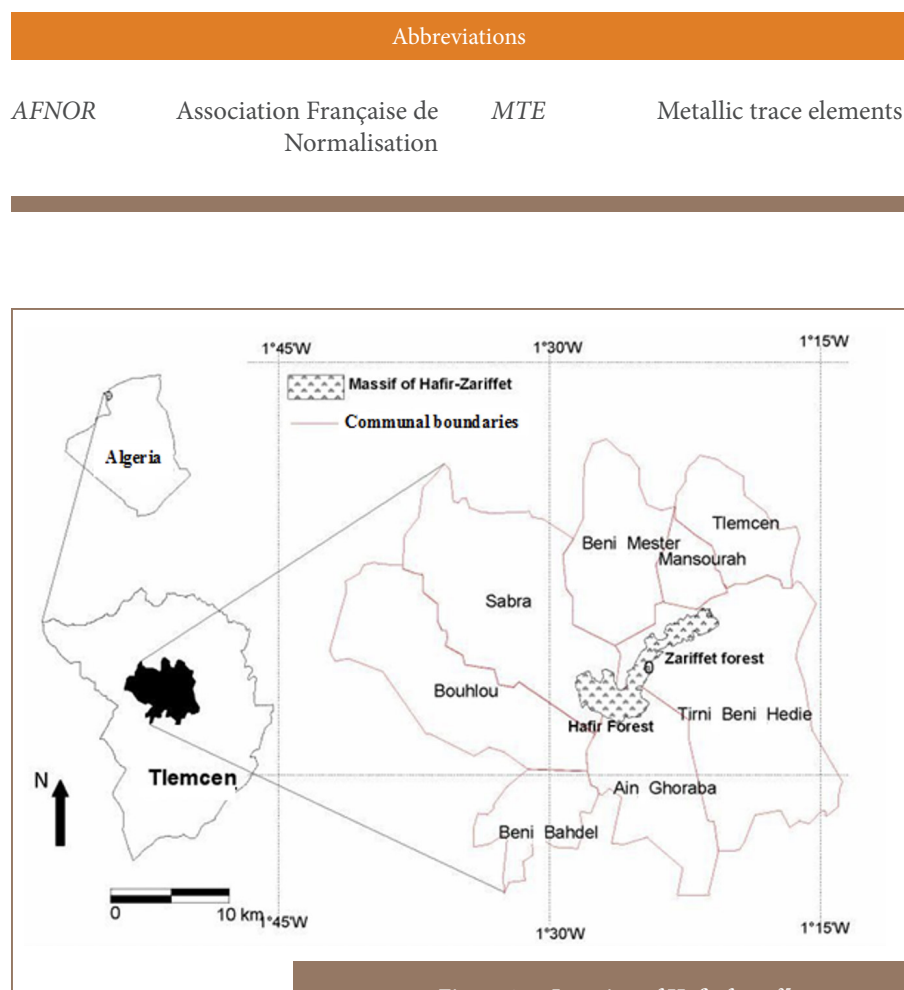 Abbreviations
AFNOR Association Française de MTE Metallic trace elements
Normalisation
1°45'W 1°30'W 1°15'W
Massif of Hafir-Zariffet
Communal boundaries
Algeria
Tlemcen
Beni Mester
Mansourah
Sabra
Zariffet forest
Bouhlou
Tirni Beni Hedie
Hafir Forest
N
Tlemcen
Ain Ghoraba
Beni Bahdel
0 10 km
1°45'W 1°30'W 1°15'W